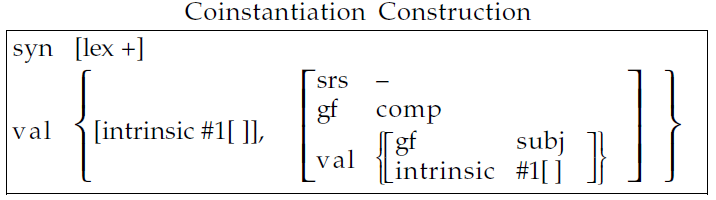 Coinstantiation Construction
syn [lex +]
srs –
gf comp
val {[intrinsic #1[ ]], [val {[gf subj
intrinsic #1[ ]]}]}